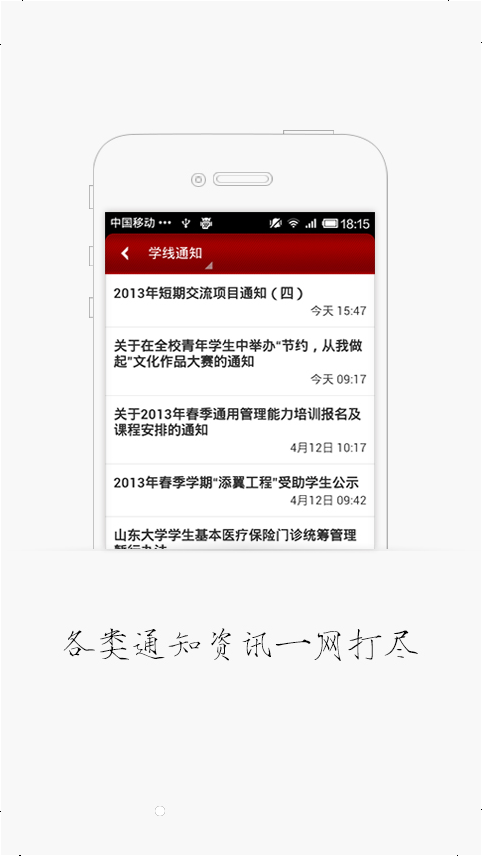 中国移动 ••• 18:15
学线通知
2013年短期交流项目通知（四）
今天 15:47
关于在全校青年学生中举办“节约，从我做
起”文化作品大赛的通知
今天 09:17
关于2013年春季通用管理能力培训报名及
课程安排的通知
4月12日 10:17
2013年春季学期“添翼工程”受助学生公示
4月12日 09:42
山东大学学生基本医疗保险门诊统筹管理
暂行办法
各类通知资讯一网打尽